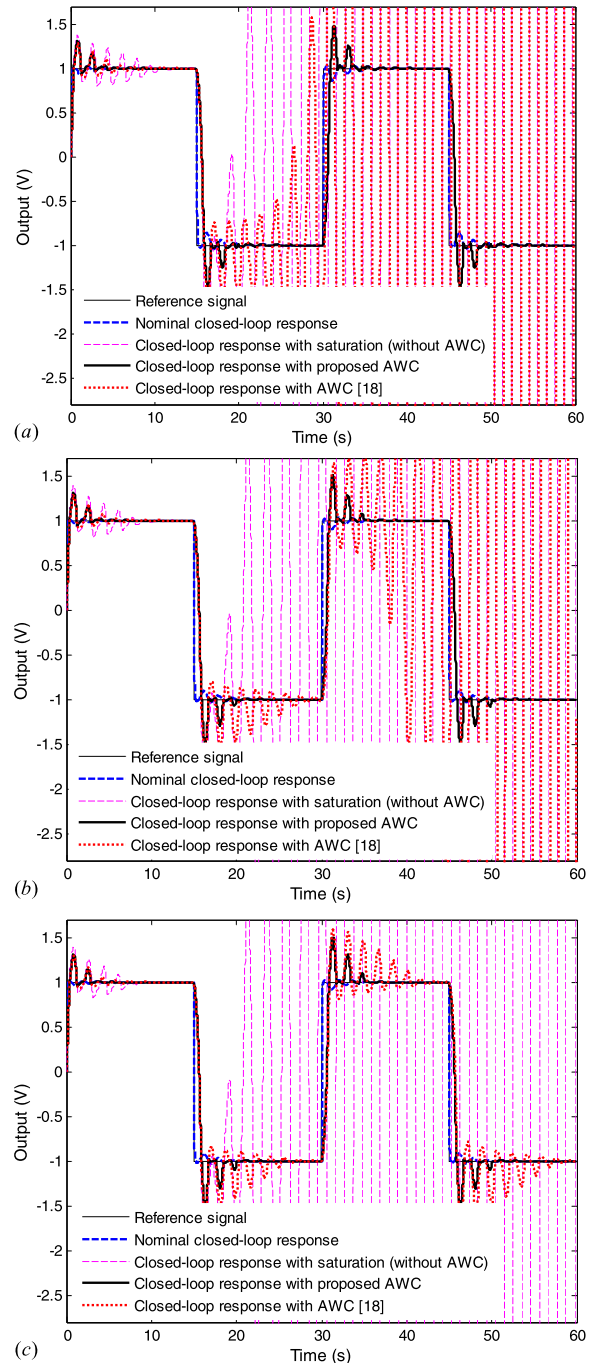 1.5
1
0.5
0
-0.5
-1
-1.5
-2
-2.5
Output (V)
Reference signal
Nominal closed-loop response
Closed-loop response with saturation (without AWC)
Closed-loop response with proposed AWC
Closed-loop response with AWC [18]
0 10 20 30 40 50 60
Time (s)
(a)
1.5
1
0.5
0
-0.5
-1
-1.5
-2
-2.5
Output (V)
Reference signal
Nominal closed-loop response
Closed-loop response with saturation (without AWC)
Closed-loop response with proposed AWC
Closed-loop response with AWC [18]
0 10 20 30 40 50 60
Time (s)
(b)
1.5
1
0.5
0
-0.5
-1
-1.5
-2
-2.5
Output (V)
Reference signal
Nominal closed-loop response
Closed-loop response with saturation (without AWC)
Closed-loop response with proposed AWC
Closed-loop response with AWC [18]
0 10 20 30 40 50 60
Time (s)
(c)